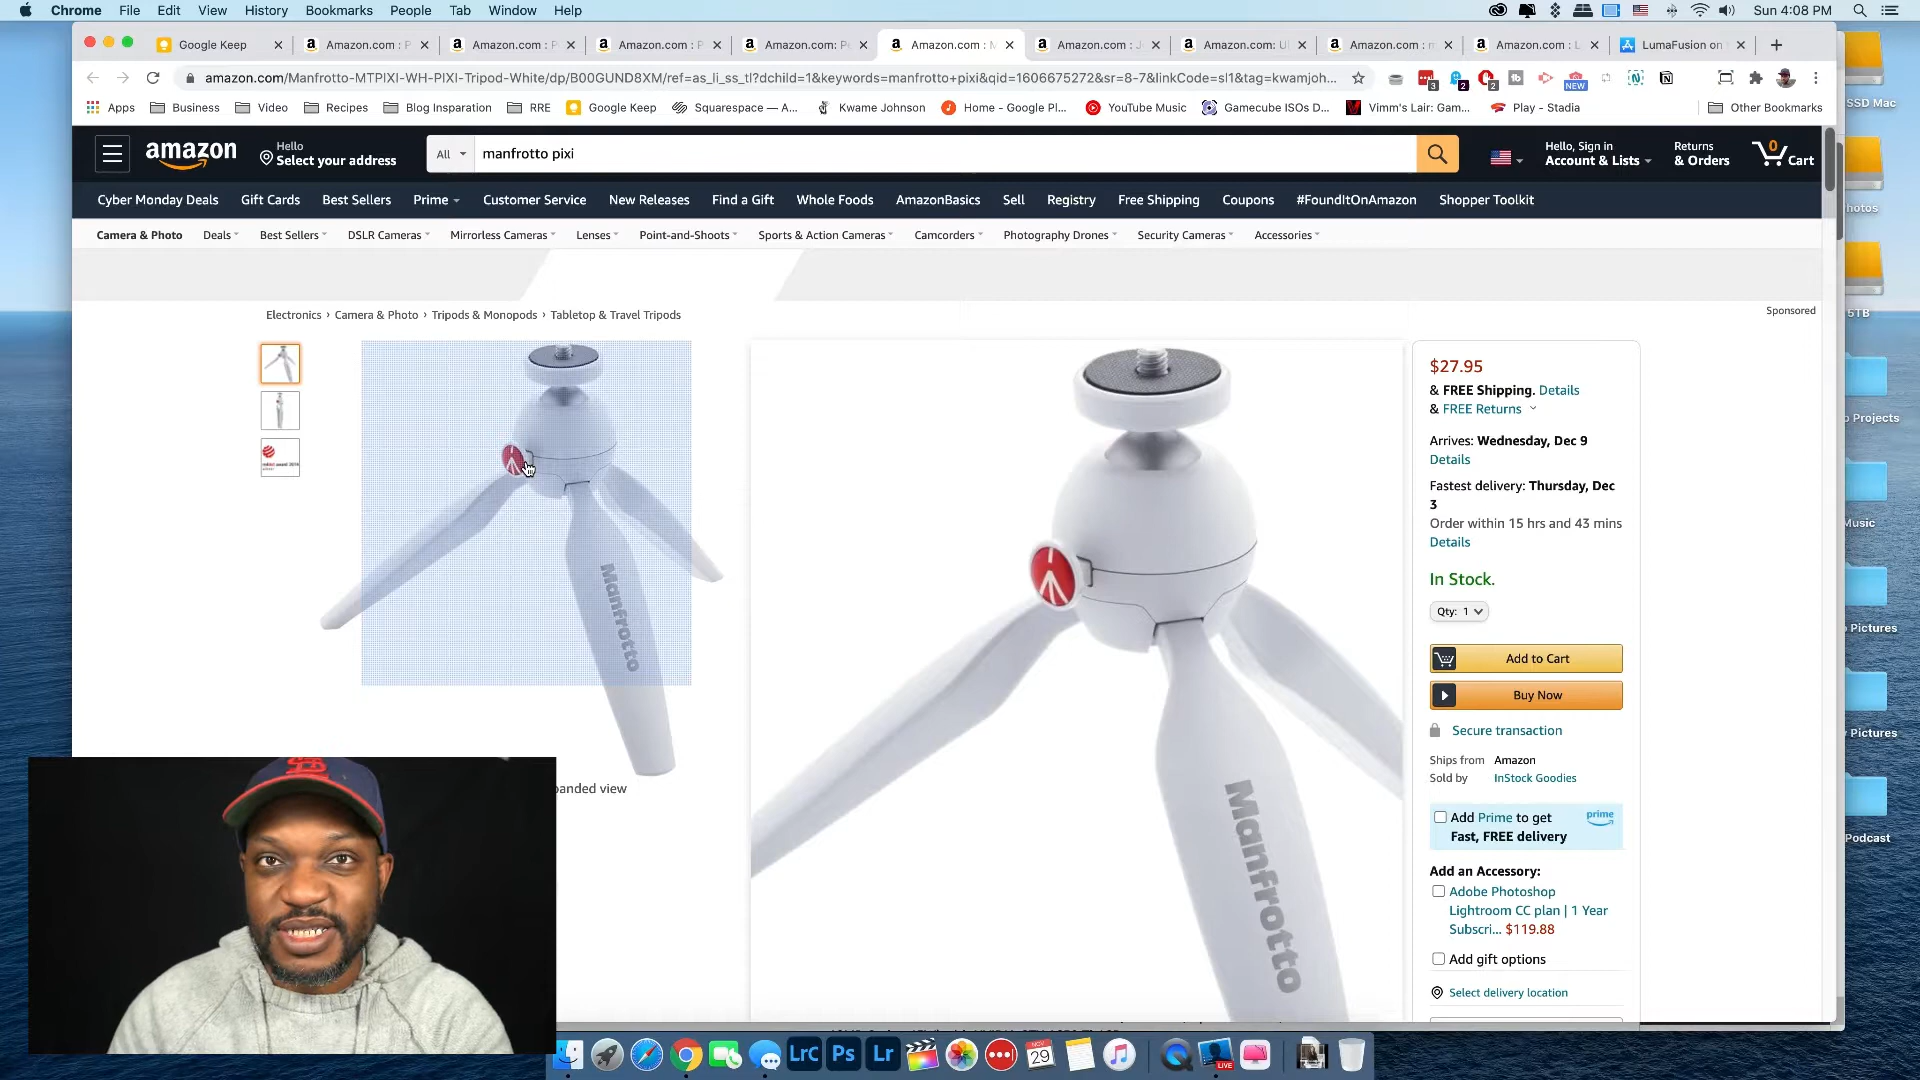 Chrome File Edit View History Bookmarks People Tab Window Help Sun 4:08 PM
Google Keep Amazon.com : P Amazon.com : P Amazon.com : P Amazon.com: P Amazon.com : M Amazon.com : J Amazon.com: U Amazon.com : m Amazon.com : L LumaFusion on
amazon.com/Manfrotto-MTPIXI-WH-PIXI-Tripod-White/dp/B00GUND8XM/ref=as_li_ss_tl?dchild=1&keywords=manfrotto+pixi&qid=1606675272&sr=8-7&linkCode=sl1&tag=kwamjoh... 3 2 2 NEW
Apps Business Video Recipes Blog Insparation RRE Google Keep Squarespace — A... Kwame Johnson Home - Google Pl... YouTube Music Gamecube ISOs D... Vimm's Lair: Gam... Play - Stadia Other Bookmarks
amazon Hello Select your address All manfrotto pixi Hello, Sign in Account & Lists Returns & Orders 0 Cart
Cyber Monday Deals Gift Cards Best Sellers Prime Customer Service New Releases Find a Gift Whole Foods AmazonBasics Sell Registry Free Shipping Coupons #FoundItOnAmazon Shopper Toolkit
Camera & Photo Deals Best Sellers DSLR Cameras Mirrorless Cameras Lenses Point-and-Shoots Sports & Action Cameras Camcorders Photography Drones Security Cameras Accessories
Electronics › Camera & Photo › Tripods & Monopods › Tabletop & Travel Tripods
Sponsored
Manfrotto
Manfrotto
panded view
$27.95
& FREE Shipping. Details
& FREE Returns
Arrives: Wednesday, Dec 9
Details
Fastest delivery: Thursday, Dec
3
Order within 15 hrs and 43 mins
Details
In Stock.
Qty: 1
Add to Cart
Buy Now
Secure transaction
Ships from Amazon
Sold by InStock Goodies
Add Prime to get prime
Fast, FREE delivery
Add an Accessory:
Adobe Photoshop
Lightroom CC plan | 1 Year
Subscri... $119.88
Add gift options
Select delivery location
SSD Mac
hotos
5TB
Projects
Music
Pictures
Pictures
Podcast
LrC Ps Lr NOV 29 LIVE